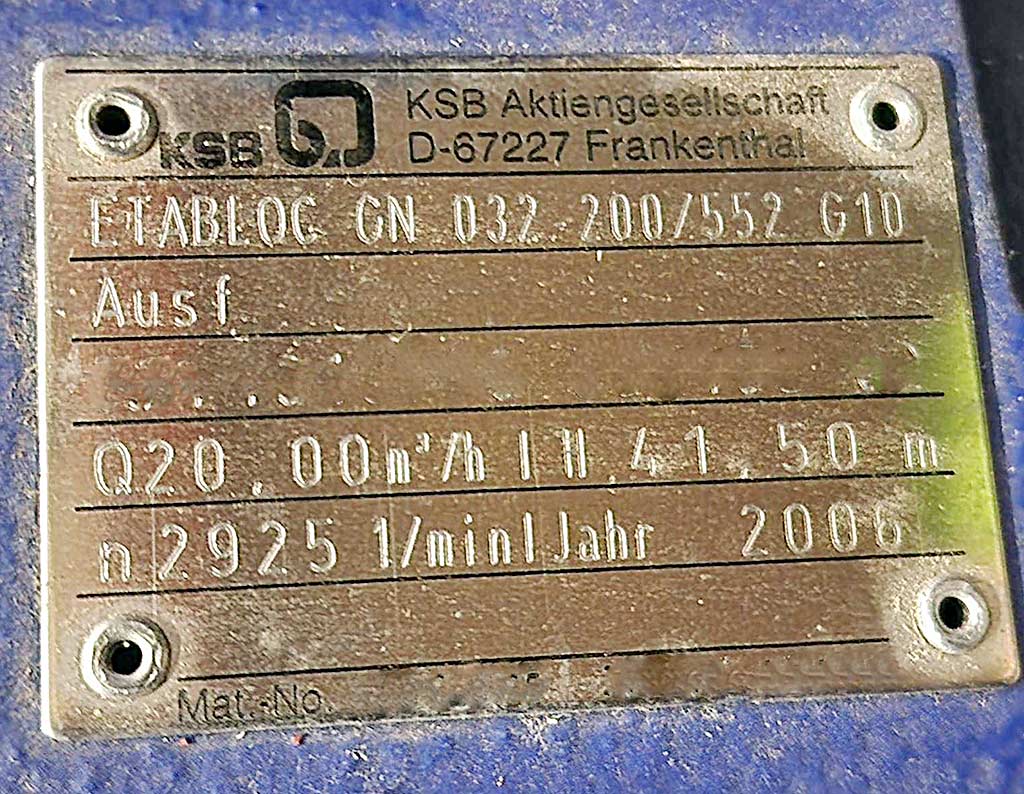 KSB KSB Aktiengesellschaft
D-67227 Frankenthal
ETABLOC GN 032-200/552 G10
Ausf
Q20,00m³/h | H 41,50 m
n 2925 1/min | Jahr 2006
Mat.-No.